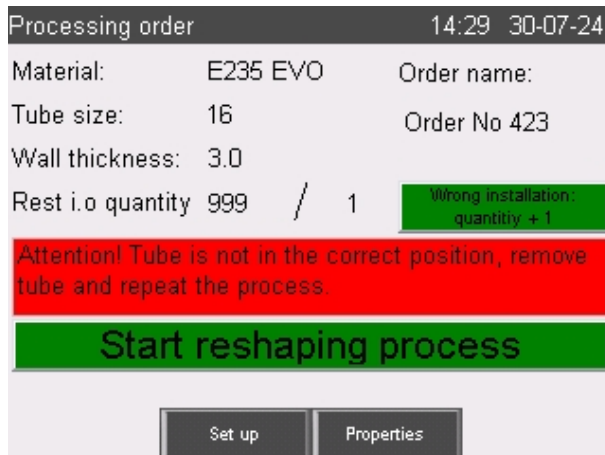 Processing order 14:29 30-07-24
Material: E235 EVO Order name:
Tube size: 16 Order No 423
Wall thickness: 3.0
Rest i.o quantity 999 / 1 Wrong installation:
quantitiy + 1
Attention! Tube is not in the correct position, remove
tube and repeat the process.
Start reshaping process
Set up Properties